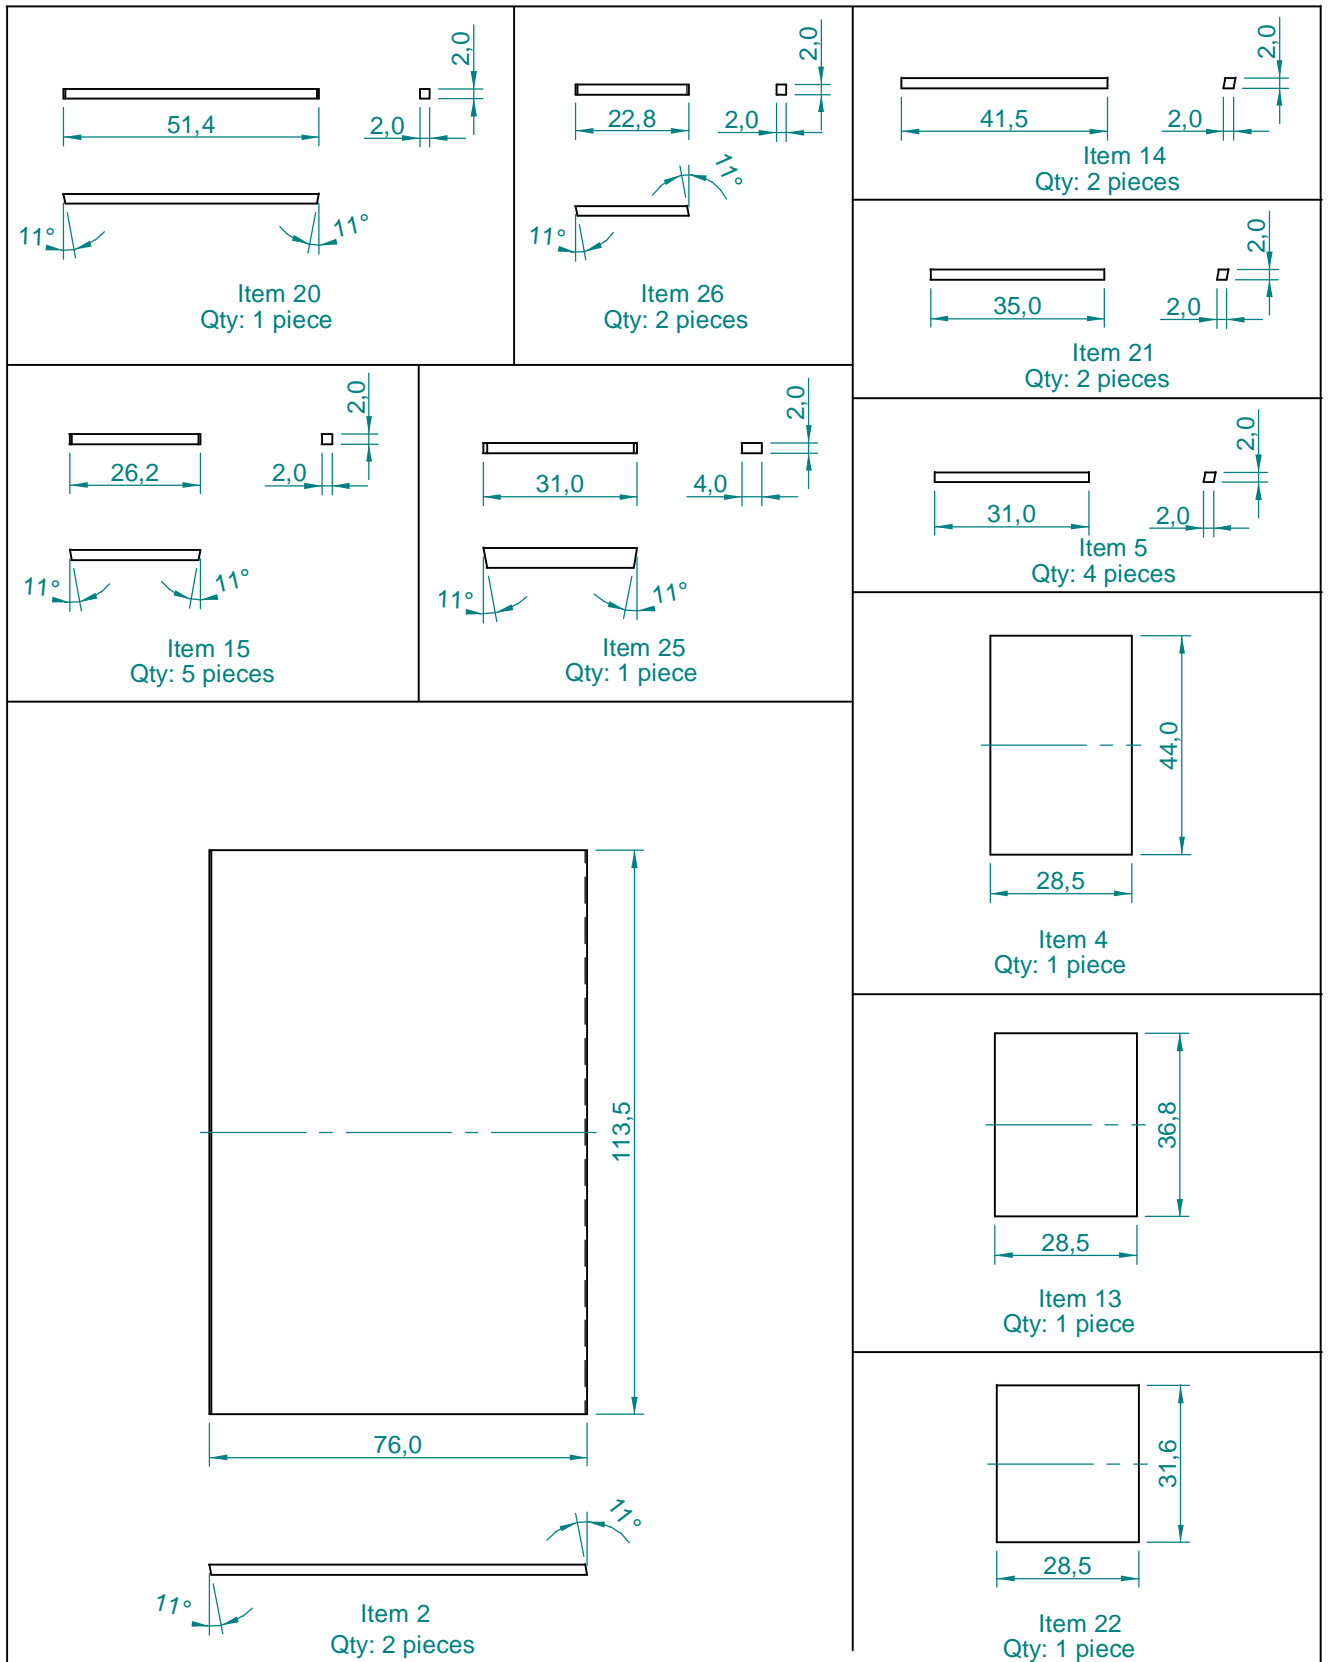 2,0
51,4
2,0
11°
11°
Item 20
Qty: 1 piece
2,0
22,8
2,0
11°
11°
Item 26
Qty: 2 pieces
2,0
41,5
2,0
Item 14
Qty: 2 pieces
2,0
35,0
2,0
Item 21
Qty: 2 pieces
2,0
26,2
2,0
11°
11°
Item 15
Qty: 5 pieces
2,0
31,0
4,0
11°
11°
Item 25
Qty: 1 piece
2,0
31,0
2,0
Item 5
Qty: 4 pieces
44,0
28,5
Item 4
Qty: 1 piece
113,5
76,0
11°
11°
Item 2
Qty: 2 pieces
36,8
28,5
Item 13
Qty: 1 piece
31,6
28,5
Item 22
Qty: 1 piece